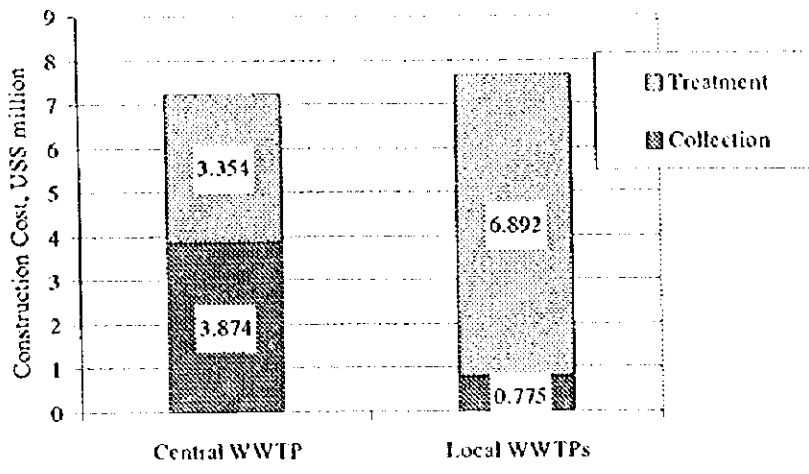 Construction Cost, US$ million
9
8
7
6
5
4
3
2
1
0
3.354
3.874
6.892
0.775
Treatment
Collection
Central WWTP
Local WWTPs